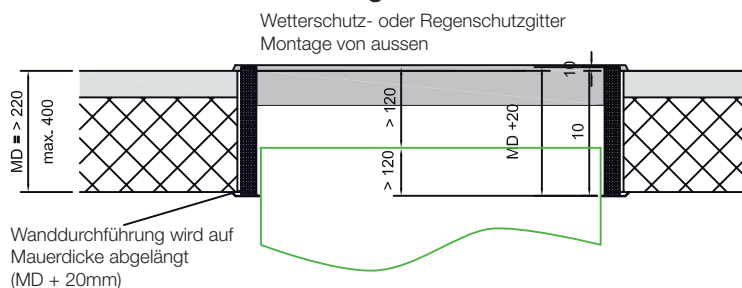 Wetterschutz- oder Regenschutzgitter
Montage von aussen
MD = > 220
max. 400
> 120
> 120
MD +20
10
10
Wanddurchführung wird auf
Mauerdicke abgelängt
(MD + 20mm)